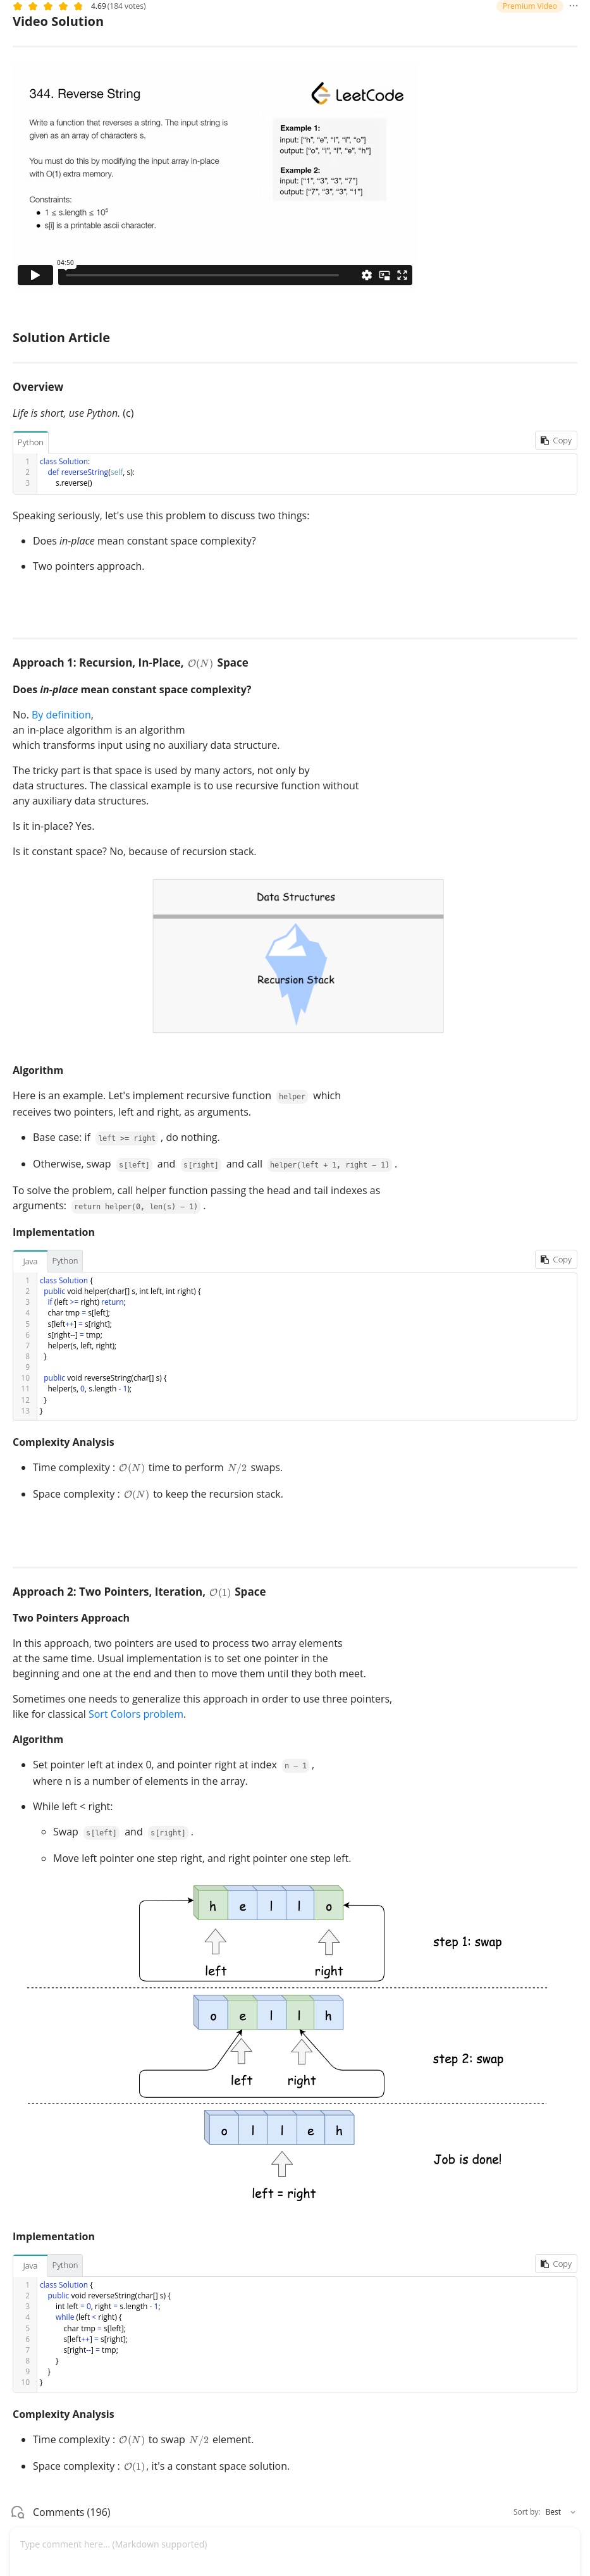 4.69 (184 votes)
Premium Video
Video Solution
344. Reverse String
LeetCode
Write a function that reverses a string. The input string is
given as an array of characters s.
You must do this by modifying the input array in-place
with O(1) extra memory.
Constraints:
• 1 ≤ s.length ≤ 10⁵
• s[i] is a printable ascii character.
Example 1:
input: ["h", "e", "l", "l", "o"]
output: ["o", "l", "l", "e", "h"]
Example 2:
input: ["1", "3", "3", "7"]
output: ["7", "3", "3", "1"]
04:50
Solution Article
Overview
Life is short, use Python. (c)
Python
Copy
1 class Solution:
2 def reverseString(self, s):
3 s.reverse()
Speaking seriously, let's use this problem to discuss two things:
• Does in-place mean constant space complexity?
• Two pointers approach.
Approach 1: Recursion, In-Place, O(N) Space
Does in-place mean constant space complexity?
No. By definition,
an in-place algorithm is an algorithm
which transforms input using no auxiliary data structure.
The tricky part is that space is used by many actors, not only by
data structures. The classical example is to use recursive function without
any auxiliary data structures.
Is it in-place? Yes.
Is it constant space? No, because of recursion stack.
Data Structures
Recursion Stack
Algorithm
Here is an example. Let's implement recursive function helper which
receives two pointers, left and right, as arguments.
• Base case: if left >= right , do nothing.
• Otherwise, swap s[left] and s[right] and call helper(left + 1, right − 1) .
To solve the problem, call helper function passing the head and tail indexes as
arguments: return helper(0, len(s) − 1) .
Implementation
Java
Python
Copy
1 class Solution {
2 public void helper(char[] s, int left, int right) {
3 if (left >= right) return;
4 char tmp = s[left];
5 s[left++] = s[right];
6 s[right--] = tmp;
7 helper(s, left, right);
8 }
9
10 public void reverseString(char[] s) {
11 helper(s, 0, s.length - 1);
12 }
13 }
Complexity Analysis
• Time complexity : O(N) time to perform N/2 swaps.
• Space complexity : O(N) to keep the recursion stack.
Approach 2: Two Pointers, Iteration, O(1) Space
Two Pointers Approach
In this approach, two pointers are used to process two array elements
at the same time. Usual implementation is to set one pointer in the
beginning and one at the end and then to move them until they both meet.
Sometimes one needs to generalize this approach in order to use three pointers,
like for classical Sort Colors problem.
Algorithm
• Set pointer left at index 0, and pointer right at index n − 1 ,
where n is a number of elements in the array.
• While left < right:
◦ Swap s[left] and s[right] .
◦ Move left pointer one step right, and right pointer one step left.
h e l l o
step 1: swap
left right
o e l l h
step 2: swap
left right
o l l e h
Job is done!
left = right
Implementation
Java
Python
Copy
1 class Solution {
2 public void reverseString(char[] s) {
3 int left = 0, right = s.length - 1;
4 while (left < right) {
5 char tmp = s[left];
6 s[left++] = s[right];
7 s[right--] = tmp;
8 }
9 }
10 }
Complexity Analysis
• Time complexity : O(N) to swap N/2 element.
• Space complexity : O(1), it's a constant space solution.
Comments (196)
Sort by: Best
Type comment here... (Markdown supported)